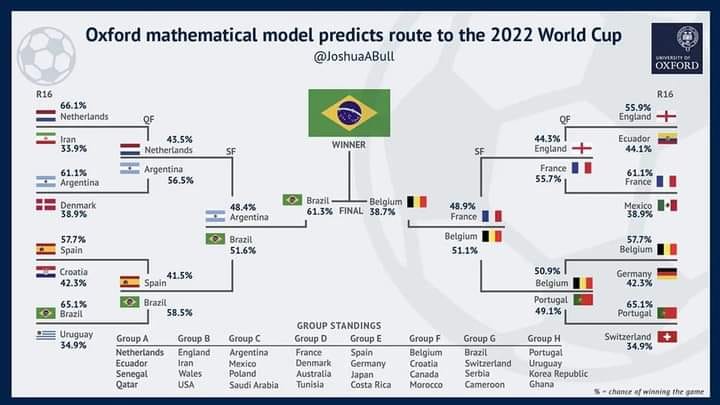 Oxford mathematical model predicts route to the 2022 World Cup
@JoshuaABull
UNIVERSITY OF
OXFORD
R16
66.1%
Netherlands
Iran
33.9%
61.1%
Argentina
Denmark
38.9%
57.7%
Spain
Croatia
42.3%
65.1%
Brazil
Uruguay
34.9%
QF
43.5%
Netherlands
Argentina
56.5%
41.5%
Spain
Brazil
58.5%
SF
48.4%
Argentina
Brazil
51.6%
WINNER
Brazil
61.3%
FINAL
Belgium
38.7%
SF
48.9%
France
Belgium
51.1%
QF
44.3%
England
France
55.7%
50.9%
Belgium
Portugal
49.1%
R16
55.9%
England
Ecuador
44.1%
61.1%
France
Mexico
38.9%
57.7%
Belgium
Germany
42.3%
65.1%
Portugal
Switzerland
34.9%
GROUP STANDINGS
Group A Group B Group C Group D Group E Group F Group G Group H
Netherlands England Argentina France Spain Belgium Brazil Portugal
Ecuador Iran Mexico Denmark Germany Croatia Switzerland Uruguay
Senegal Wales Poland Australia Japan Canada Serbia Korea Republic
Qatar USA Saudi Arabia Tunisia Costa Rica Morocco Cameroon Ghana
% = chance of winning the game